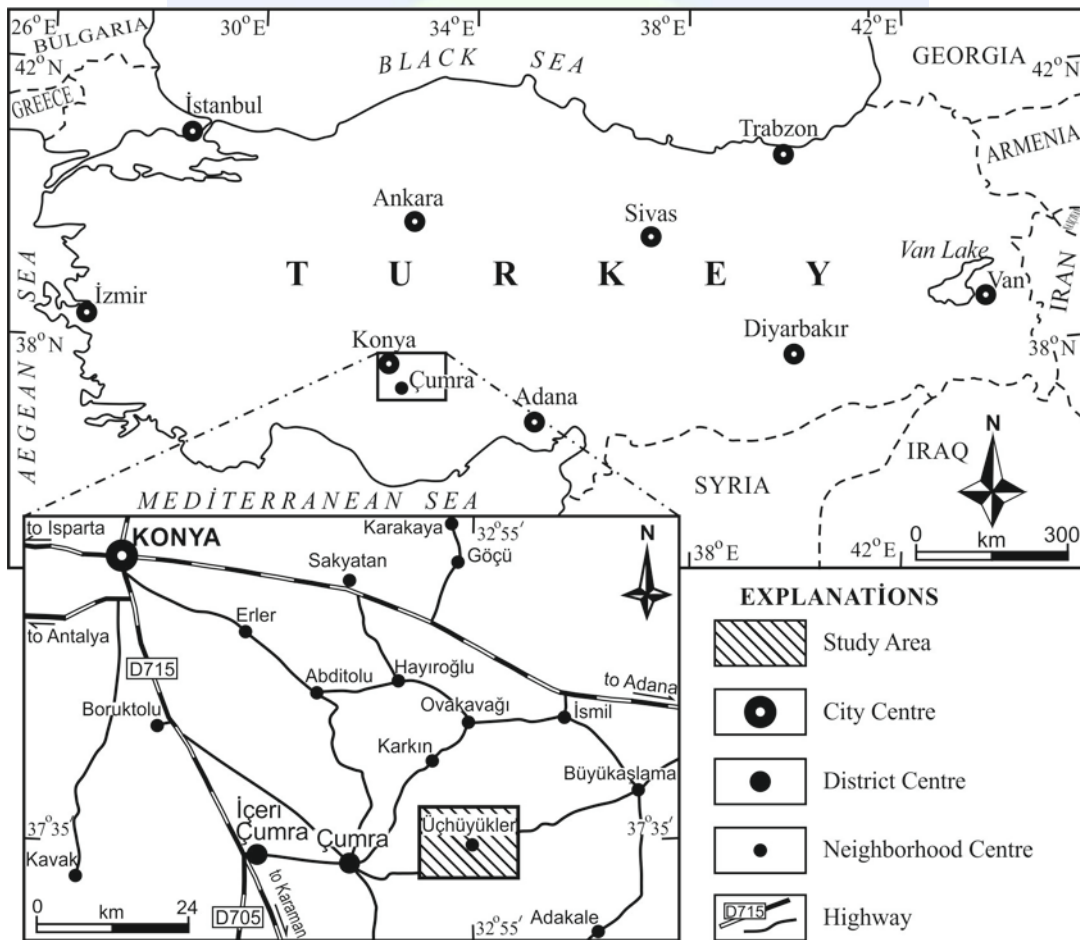 26°E
30°E
34°E
38°E
42°E
BULGARIA
42°N
GREECE
İstanbul
BLACK SEA
GEORGIA
42°N
Trabzon
ARMENIA
Ankara
Sivas
TURKEY
Van Lake
Van
IRAN
AEGEAN SEA
İzmir
38°N
Konya
Çumra
Diyarbakır
38°N
Adana
SYRIA
IRAQ
N
MEDİTERRANEAN SEA
38°E
42°E
0 km 300
to Isparta
KONYA
Karakaya
32°55′
N
Göçü
Sakyatan
to Antalya
Erler
D715
Abditolu
Hayıroğlu
to Adana
Boruktolu
Ovakavağı
İsmil
Karkın
Büyükaşlama
37°35′
İçeri
Çumra
Çumra
Üçhüyükler
37°35′
Kavak
0 km 24
D705
to Karaman
32°55′
Adakale
EXPLANATİONS
Study Area
City Centre
District Centre
Neighborhood Centre
D715
Highway